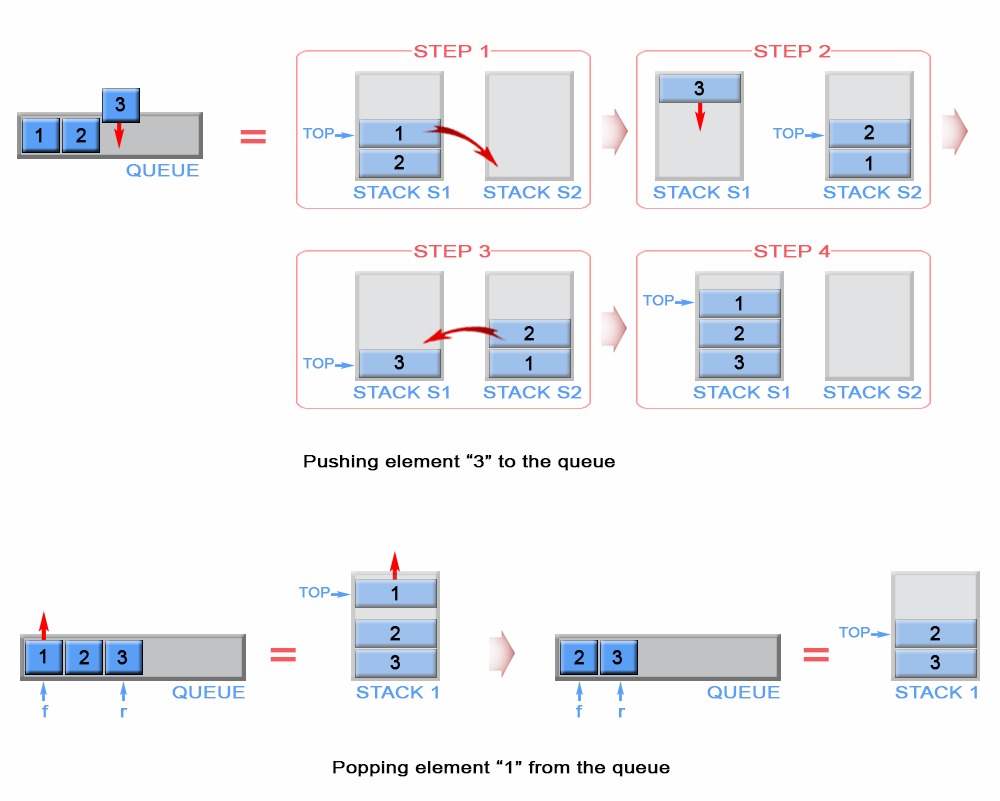 STEP 1
STEP 2
3
1 2
QUEUE
=
TOP
1
2
STACK S1
STACK S2
3
STACK S1
TOP
2
1
STACK S2
STEP 3
STEP 4
TOP
3
STACK S1
2
1
STACK S2
TOP
1
2
3
STACK S1
STACK S2
Pushing element “3” to the queue
1 2 3
QUEUE
f r
=
TOP
1
2
3
STACK 1
2 3
QUEUE
f r
=
TOP
2
3
STACK 1
Popping element “1” from the queue